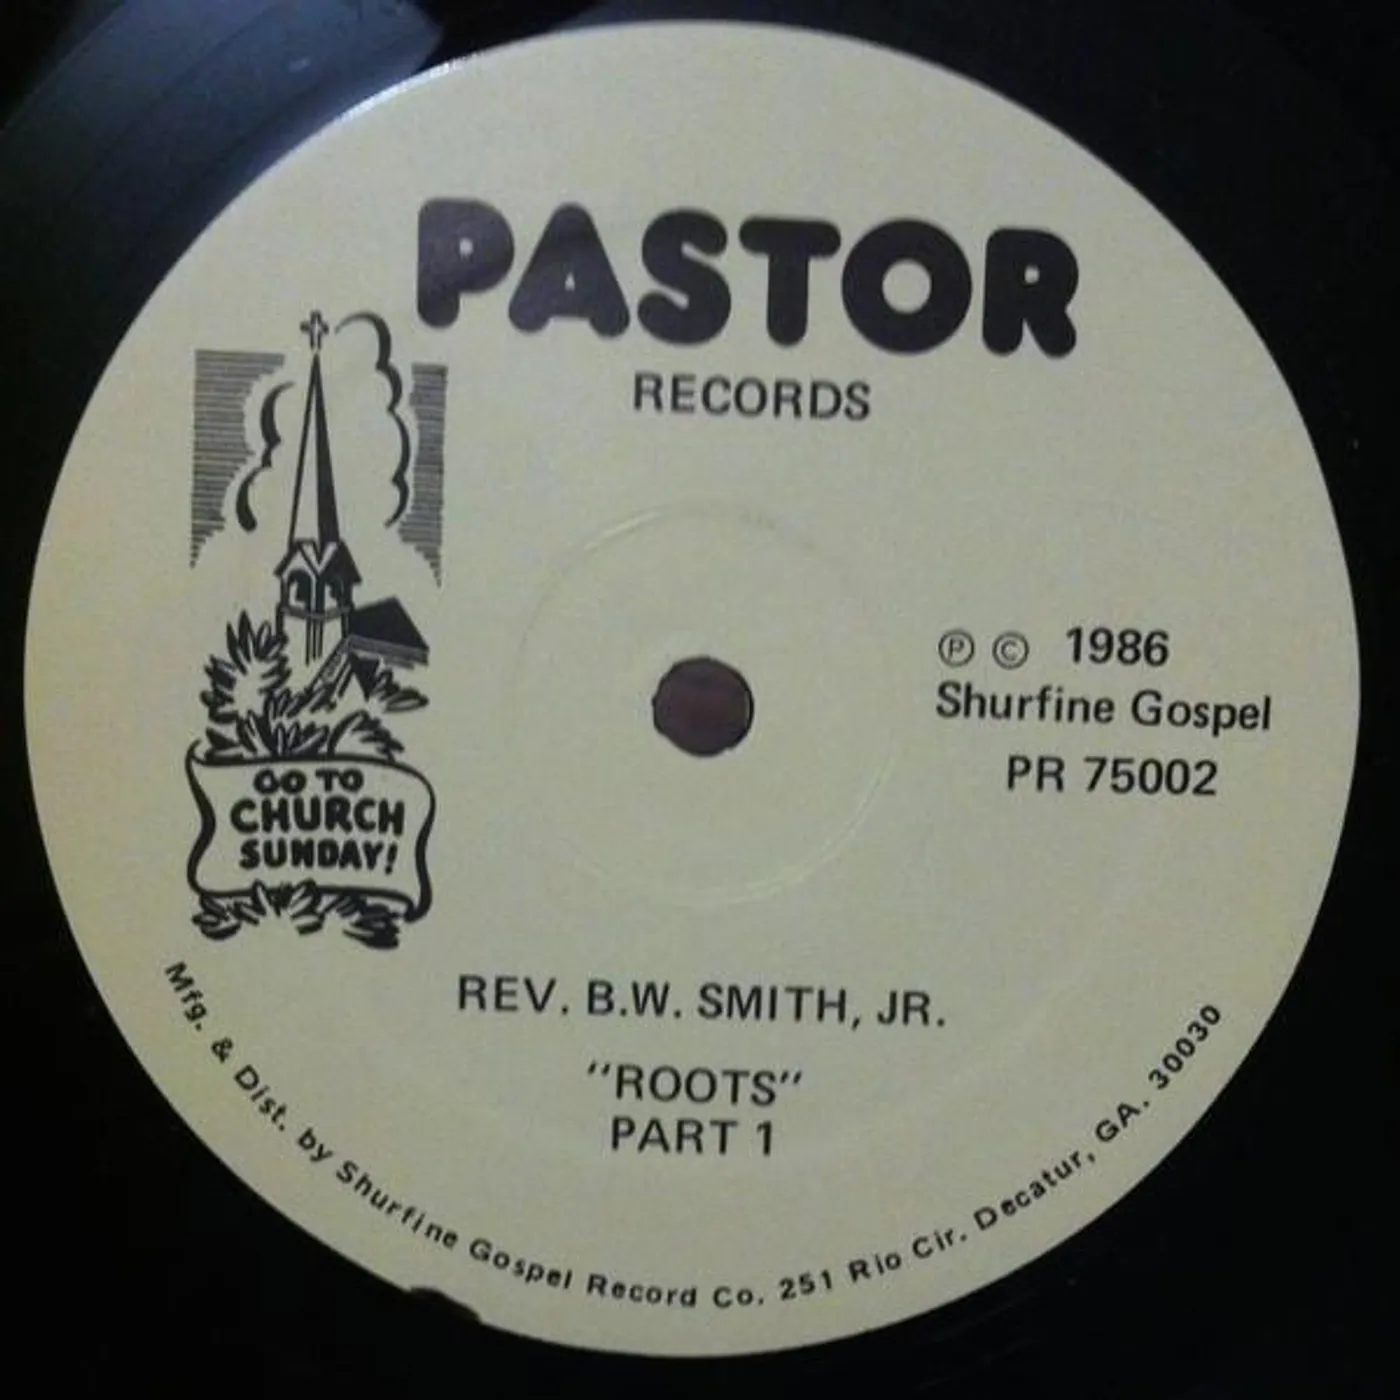 PASTOR
RECORDS
GO TO
CHURCH
SUNDAY!
Ⓟ © 1986
Shurfine Gospel
PR 75002
REV. B.W. SMITH, JR.
"ROOTS"
PART 1
Mfg. & Dist. by Shurfine Gospel Record Co. 251 Rio Cir. Decatur, GA. 30030